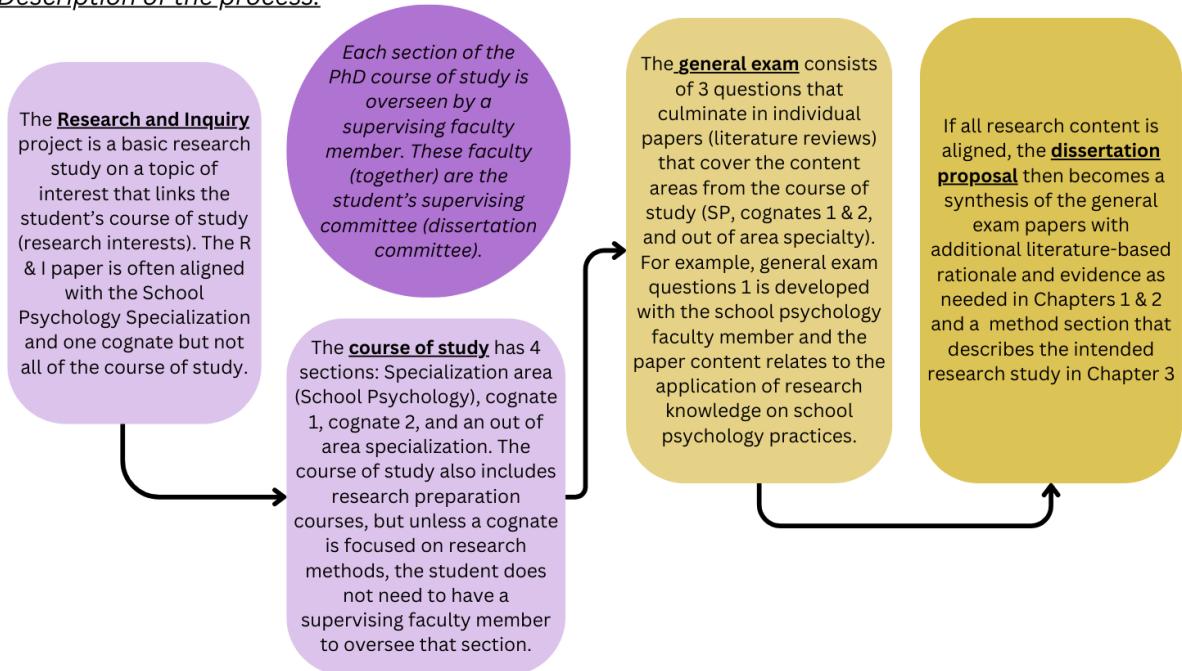 Description of the process:
The Research and Inquiry
project is a basic research
study on a topic of
interest that links the
student’s course of study
(research interests). The R
& I paper is often aligned
with the School
Psychology Specialization
and one cognate but not
all of the course of study.
Each section of the
PhD course of study is
overseen by a
supervising faculty
member. These faculty
(together) are the
student’s supervising
committee (dissertation
committee).
The course of study has 4
sections: Specialization area
(School Psychology), cognate
1, cognate 2, and an out of
area specialization. The
course of study also includes
research preparation
courses, but unless a cognate
is focused on research
methods, the student does
not need to have a
supervising faculty member
to oversee that section.
The general exam consists
of 3 questions that
culminate in individual
papers (literature reviews)
that cover the content
areas from the course of
study (SP, cognates 1 & 2,
and out of area specialty).
For example, general exam
questions 1 is developed
with the school psychology
faculty member and the
paper content relates to the
application of research
knowledge on school
psychology practices.
If all research content is
aligned, the dissertation
proposal then becomes a
synthesis of the general
exam papers with
additional literature-based
rationale and evidence as
needed in Chapters 1 & 2
and a method section that
describes the intended
research study in Chapter 3